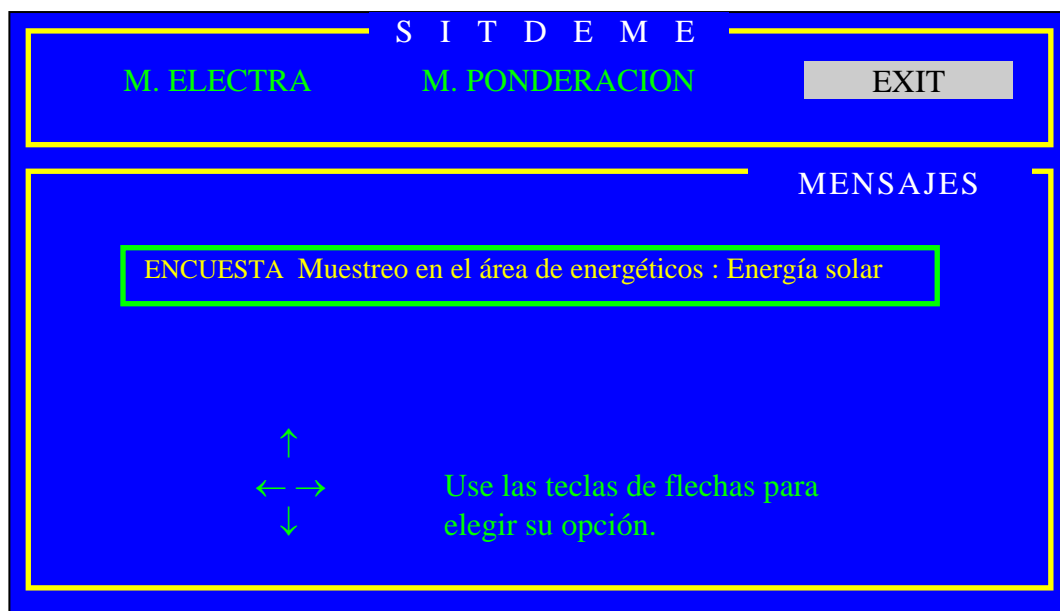 S I T D E M E
M. ELECTRA M. PONDERACION EXIT
MENSAJES
ENCUESTA Muestreo en el área de energéticos : Energía solar
↑
← → Use las teclas de flechas para
↓ elegir su opción.